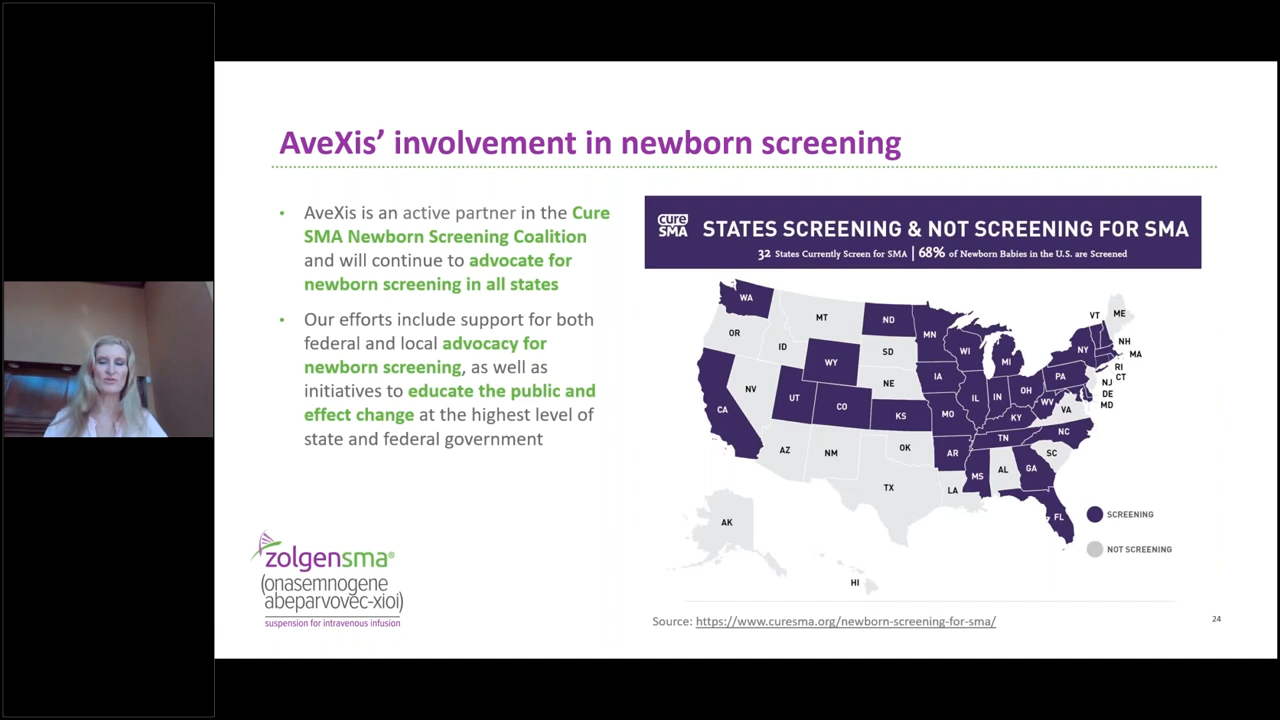 AveXis’ involvement in newborn screening
• AveXis is an active partner in the Cure
SMA Newborn Screening Coalition
and will continue to advocate for
newborn screening in all states
• Our efforts include support for both
federal and local advocacy for
newborn screening, as well as
initiatives to educate the public and
effect change at the highest level of
state and federal government
zolgensma®
(onasemnogene
abeparvovec-xioi)
suspension for intravenous infusion
cure
SMA
STATES SCREENING & NOT SCREENING FOR SMA
32 States Currently Screen for SMA | 68% of Newborn Babies in the U.S. are Screened
WA
MT
ND
MN
VT
ME
OR
ID
SD
WI
MI
NY
NH
MA
WY
RI
CT
NV
NE
IA
PA
NJ
DE
MD
CA
UT
CO
KS
MO
IL
IN
OH
WV
VA
KY
NC
AZ
NM
OK
AR
TN
SC
TX
LA
MS
AL
GA
FL
AK
HI
SCREENING
NOT SCREENING
Source: https://www.curesma.org/newborn-screening-for-sma/
24